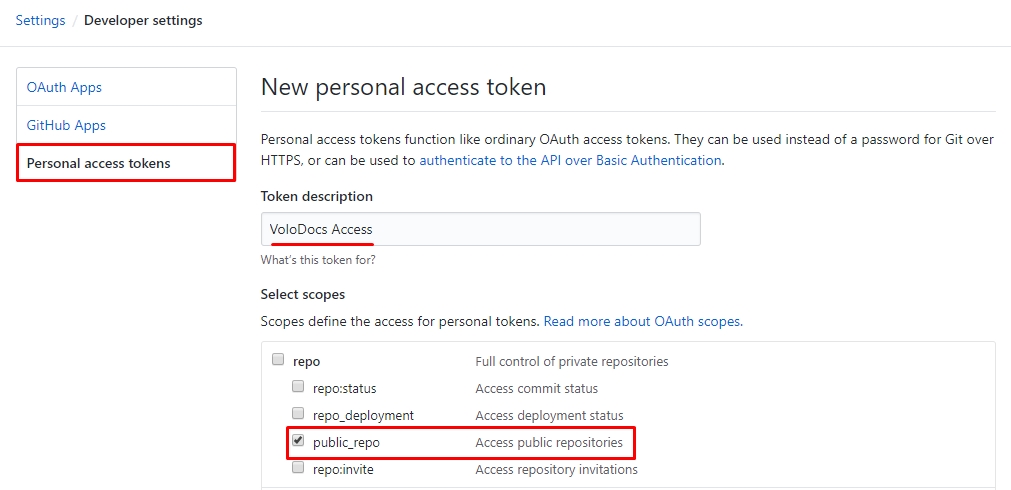 Settings / Developer settings
OAuth Apps
GitHub Apps
Personal access tokens
New personal access token
Personal access tokens function like ordinary OAuth access tokens. They can be used instead of a password for Git over
HTTPS, or can be used to authenticate to the API over Basic Authentication.
Token description
VoloDocs Access
What's this token for?
Select scopes
Scopes define the access for personal tokens. Read more about OAuth scopes.
repo Full control of private repositories
repo:status Access commit status
repo_deployment Access deployment status
public_repo Access public repositories
repo:invite Access repository invitations